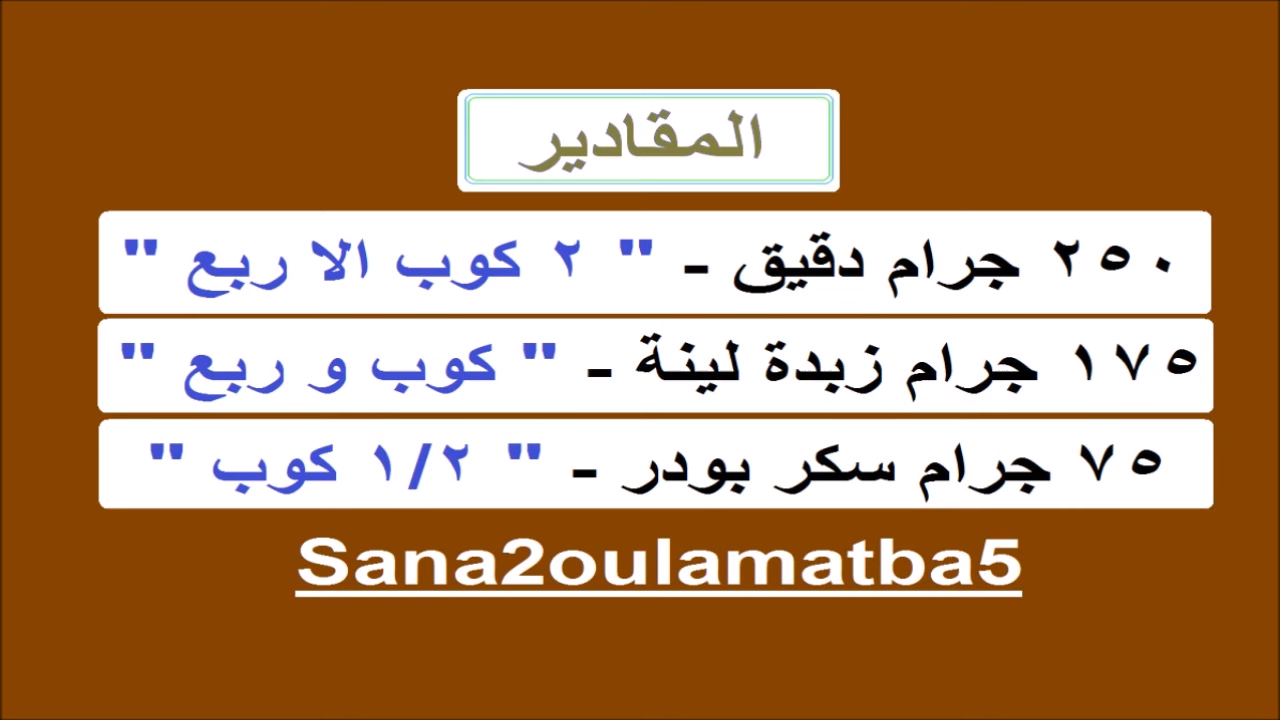 المقادير
٢٥٠ جرام دقيق - " ٢ كوب الا ربع "
١٧٥ جرام زبدة لينة - " كوب و ربع "
٧٥ جرام سكر بودر - " ١/٢ كوب "
Sana2oulamatba5